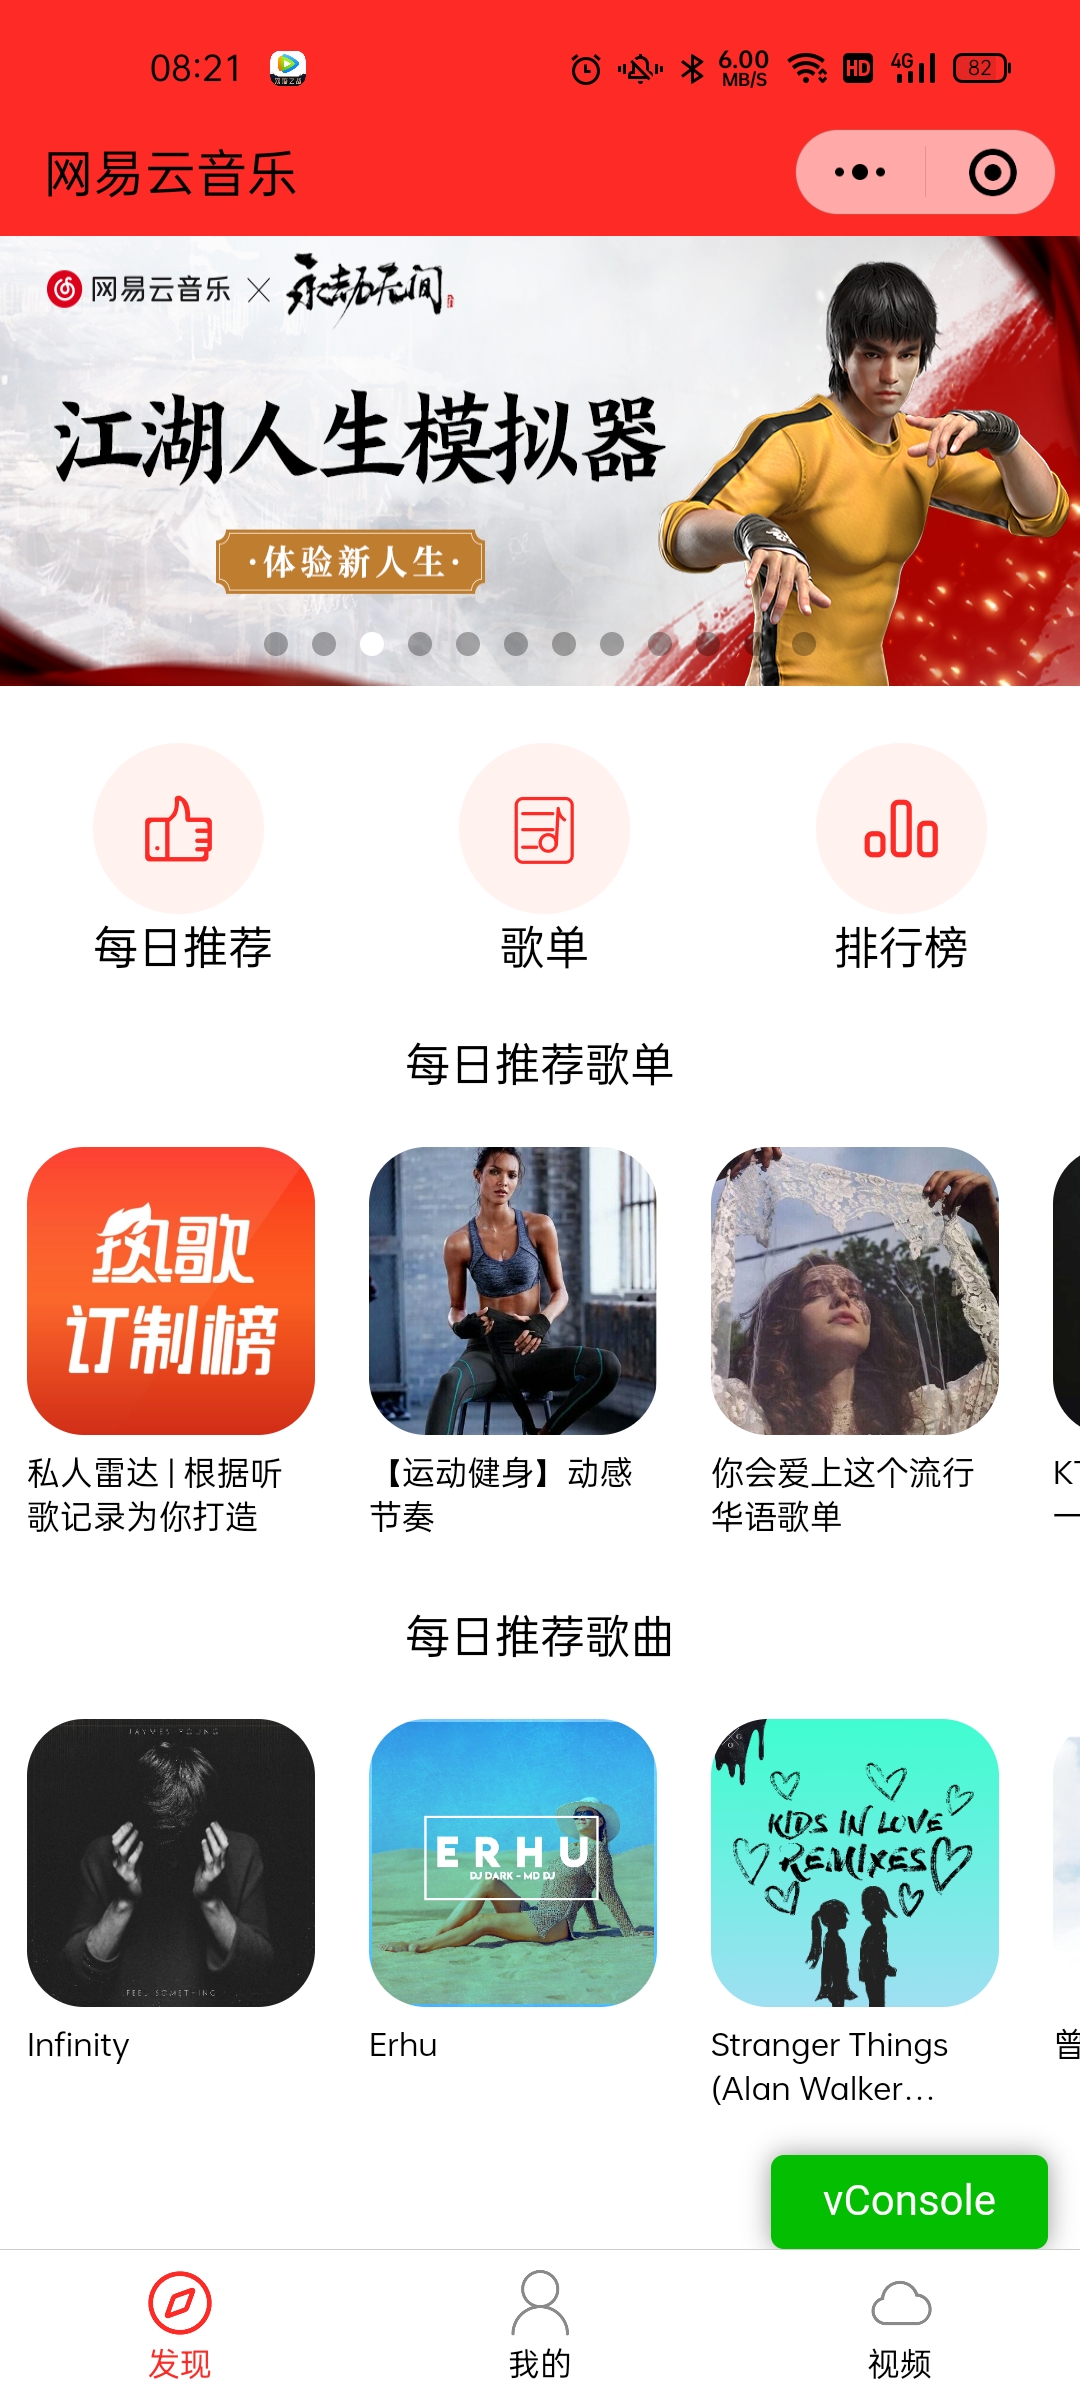 08:21
6.00
MB/S
HD
4G
82
网易云音乐
网易云音乐 × 永劫无间
江湖人生模拟器
·体验新人生·
每日推荐
歌单
排行榜
每日推荐歌单
热歌
订制榜
私人雷达 | 根据听
歌记录为你打造
【运动健身】动感
节奏
你会爱上这个流行
华语歌单
一
每日推荐歌曲
JAYMES YOUNG
FEEL SOMETHING
ERHU
DJ DARK - MD DJ
KIDS IN LOVE
REMIXES
Infinity
Erhu
Stranger Things
(Alan Walker...
曾
vConsole
发现
我的
视频